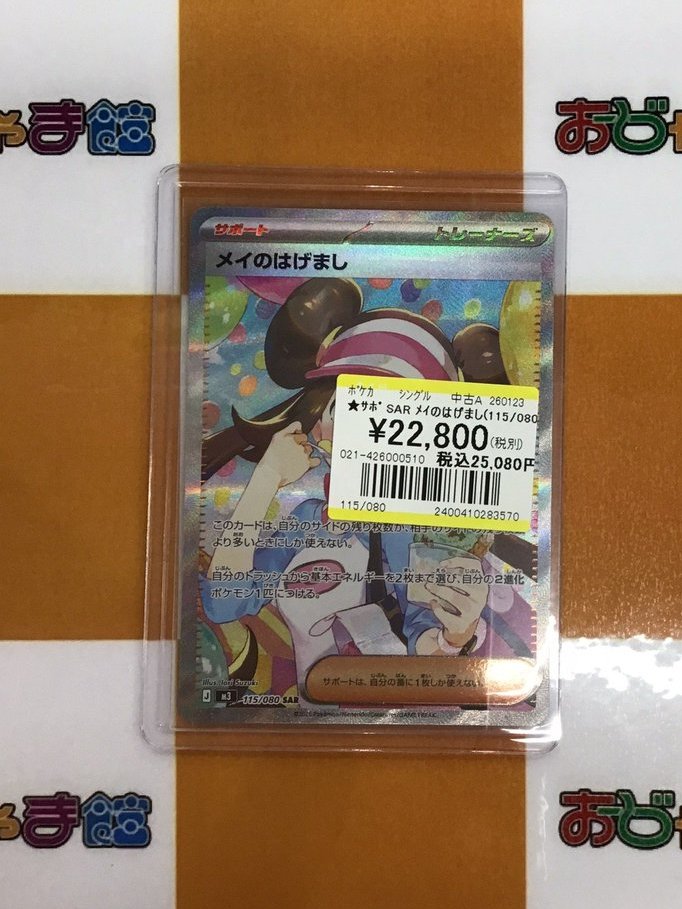 ゃま館
おじゃ
サポート
トレーナーズ
メイのはげまし
ﾎﾟｹｶ ｼﾝｸﾞﾙ 中古A 260123
★ｻﾎﾟ SAR メイのはげまし(115/080
¥22,800(税別)
021-426000510 税込25,080円
115/080 2400410283570
このカードは、自分のサイドの残り枚数が、相手の
より多いときにしか使えない。
自分のトラッシュから基本エネルギーを2枚まで選び、自分の2進化
ポケモン1匹につける。
サポートは、自分の番に1枚しか使えない。
Illus. Iori Suzuki
J M3 115/080 SAR
ゃま館
おじゃ